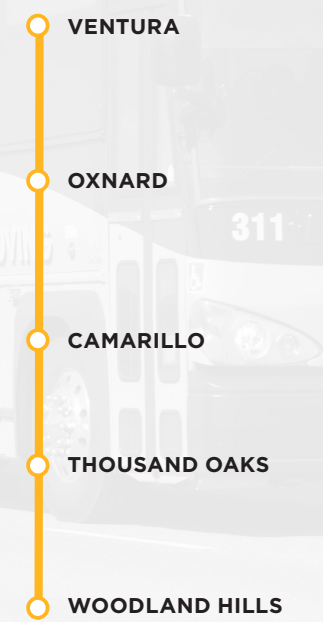 VENTURA
OXNARD
311
CAMARILLO
THOUSAND OAKS
WOODLAND HILLS